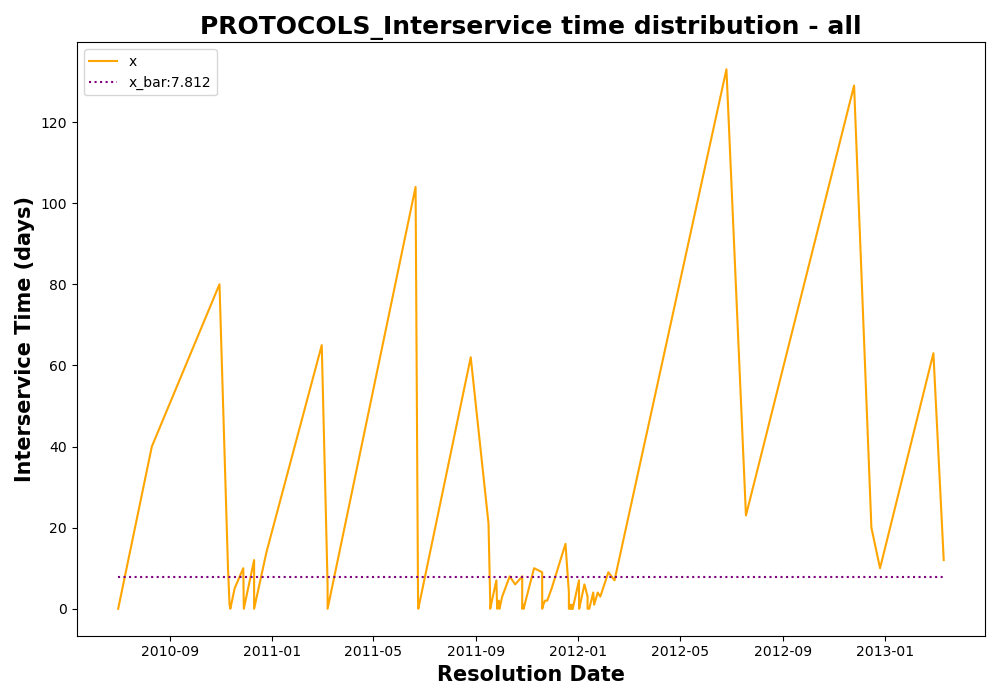 PROTOCOLS_Interservice time distribution - all
x
x_bar:7.812
Interservice Time (days)
120
100
80
60
40
20
0
2010-09 2011-01 2011-05 2011-09 2012-01 2012-05 2012-09 2013-01
Resolution Date